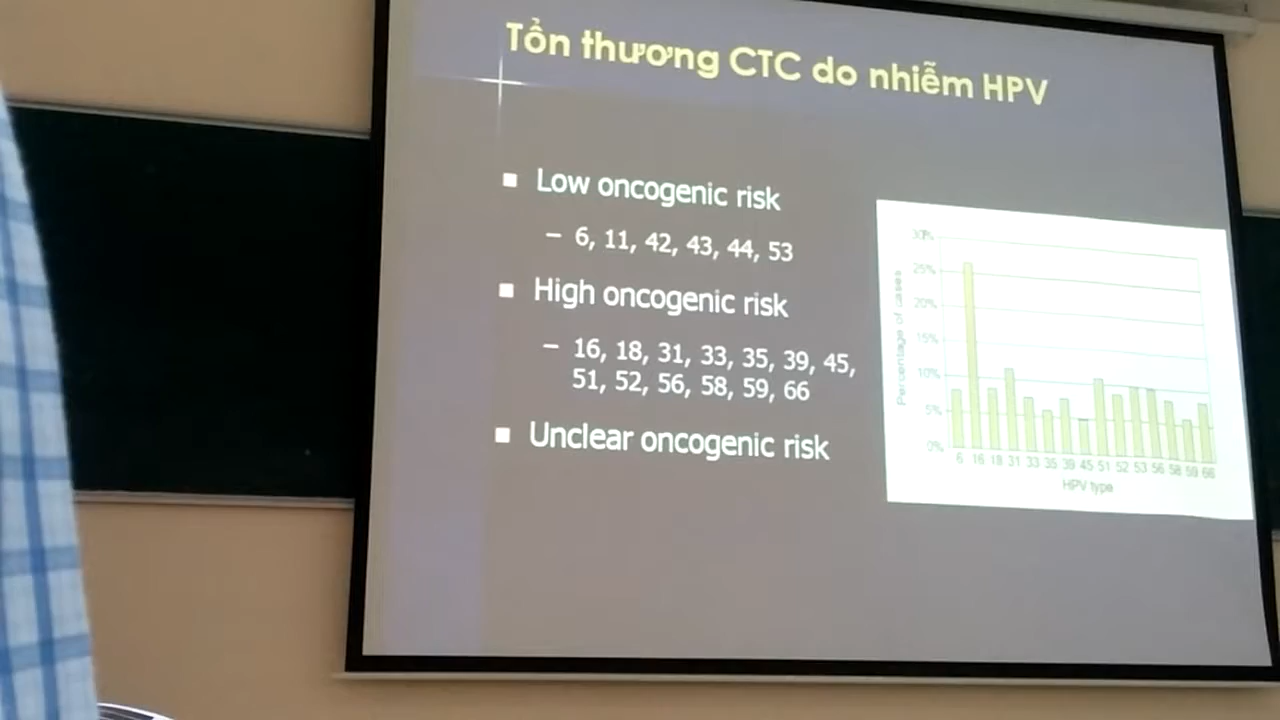 Tổn thương CTC do nhiễm HPV
Low oncogenic risk
– 6, 11, 42, 43, 44, 53
High oncogenic risk
– 16, 18, 31, 33, 35, 39, 45,
51, 52, 56, 58, 59, 66
Unclear oncogenic risk
30%
25%
20%
15%
10%
5%
0%
Percentage of cases
6 16 18 31 33 35 39 45 51 52 53 56 58 59 66
HPV type